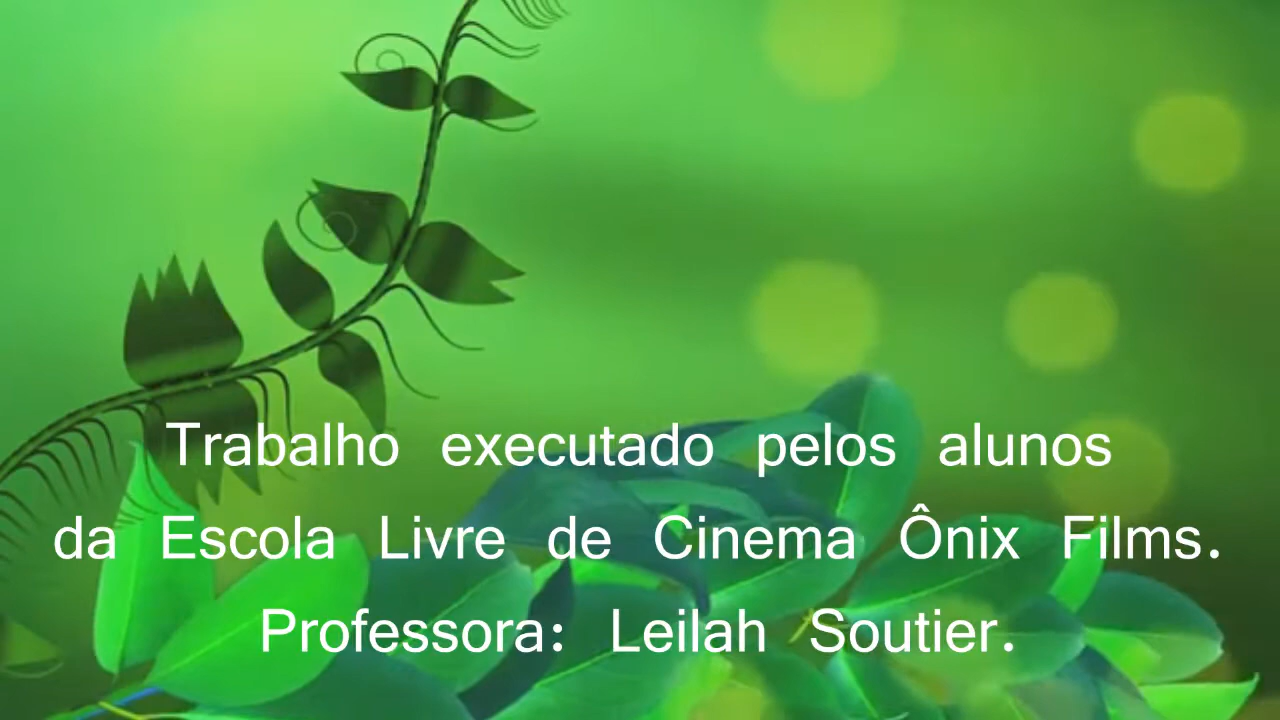 Trabalho executado pelos alunos
da Escola Livre de Cinema Ônix Films.
Professora: Leilah Soutier.